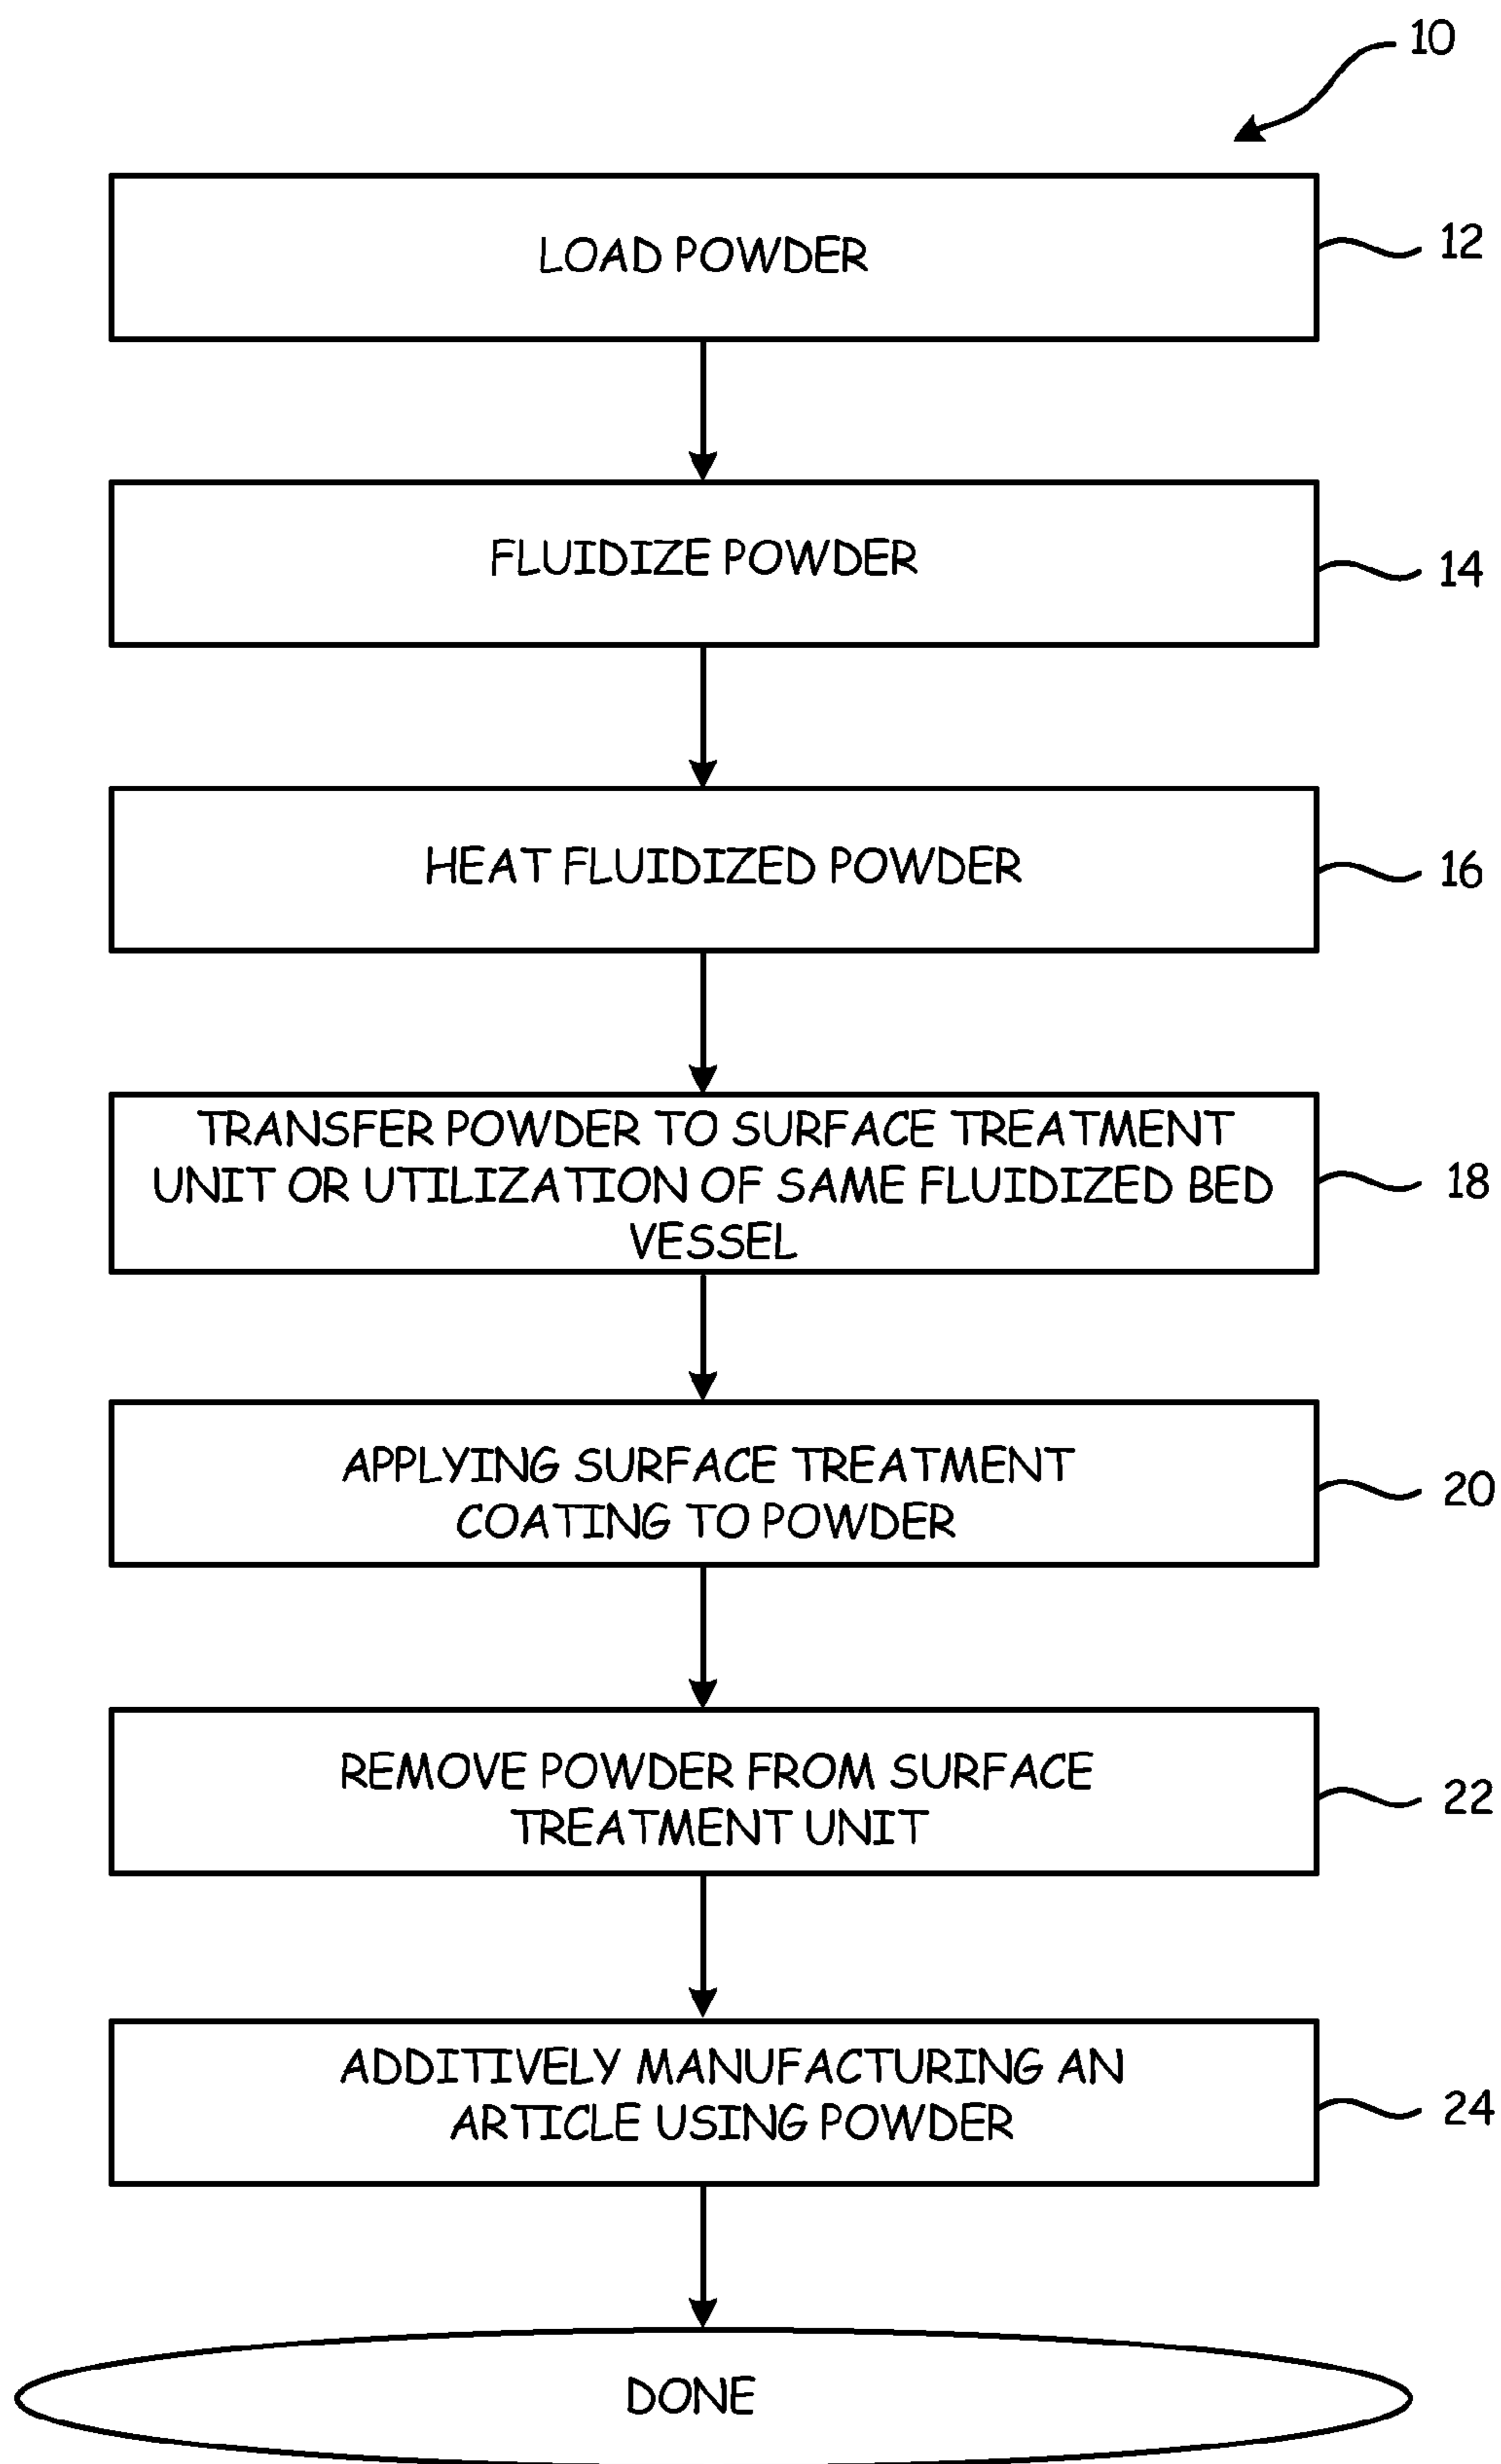 10
LOAD POWDER
12
FLUIDIZE POWDER
14
HEAT FLUIDIZED POWDER
16
TRANSFER POWDER TO SURFACE TREATMENT
UNIT OR UTILIZATION OF SAME FLUIDIZED BED
VESSEL
18
APPLYING SURFACE TREATMENT
COATING TO POWDER
20
REMOVE POWDER FROM SURFACE
TREATMENT UNIT
22
ADDITIVELY MANUFACTURING AN
ARTICLE USING POWDER
24
DONE